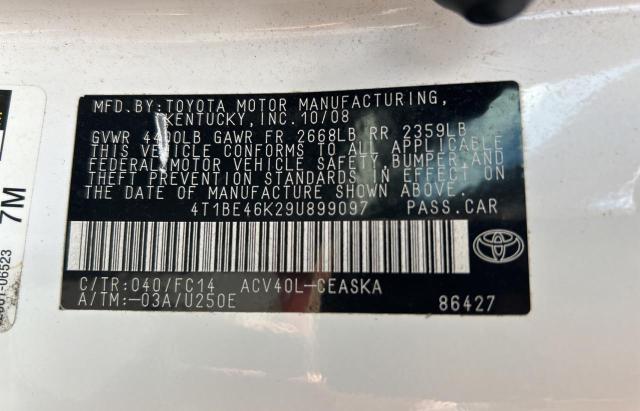 MFD.BY:TOYOTA MOTOR MANUFACTURING,
KENTUCKY,INC.10/08
GVWR 4490LB GAWR FR 2668LB RR 2359LB
THIS VEHICLE CONFORMS TO ALL APPLICABLE
FEDERAL MOTOR VEHICLE SAFETY,BUMPER,AND
THEFT PREVENTION STANDARDS IN EFFECT ON
THE DATE OF MANUFACTURE SHOWN ABOVE.
4T1BE46K29U899097 PASS.CAR
C/TR:040/FC14 ACV40L-CEASKA
A/TM:-03A/U250E 86427
7M